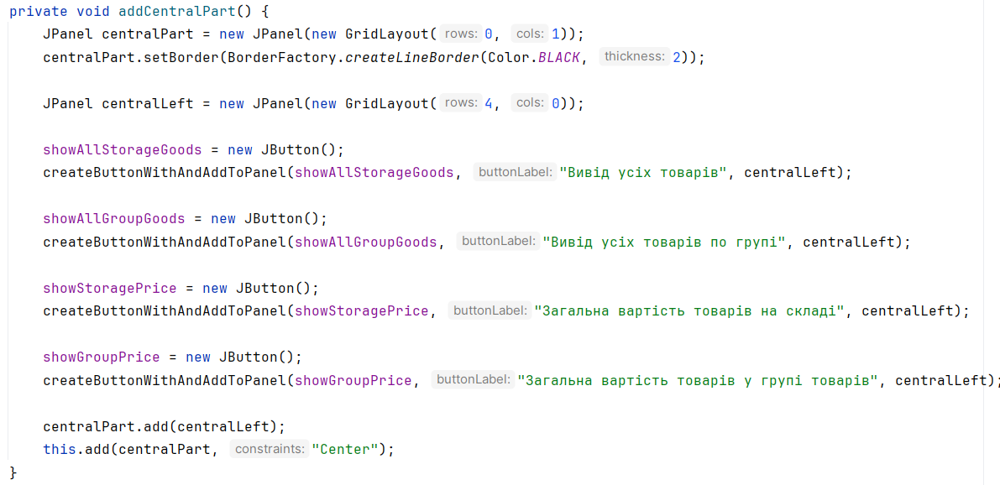 private void addCentralPart() {
JPanel centralPart = new JPanel(new GridLayout( rows: 0, cols: 1));
centralPart.setBorder(BorderFactory.createLineBorder(Color.BLACK, thickness: 2));
JPanel centralLeft = new JPanel(new GridLayout( rows: 4, cols: 0));
showAllStorageGoods = new JButton();
createButtonWithAndAddToPanel(showAllStorageGoods, buttonLabel: "Вивід усіх товарів", centralLeft);
showAllGroupGoods = new JButton();
createButtonWithAndAddToPanel(showAllGroupGoods, buttonLabel: "Вивід усіх товарів по групі", centralLeft);
showStoragePrice = new JButton();
createButtonWithAndAddToPanel(showStoragePrice, buttonLabel: "Загальна вартість товарів на складі", centralLeft);
showGroupPrice = new JButton();
createButtonWithAndAddToPanel(showGroupPrice, buttonLabel: "Загальна вартість товарів у групі товарів", centralLeft);
centralPart.add(centralLeft);
this.add(centralPart, constraints: "Center");
}